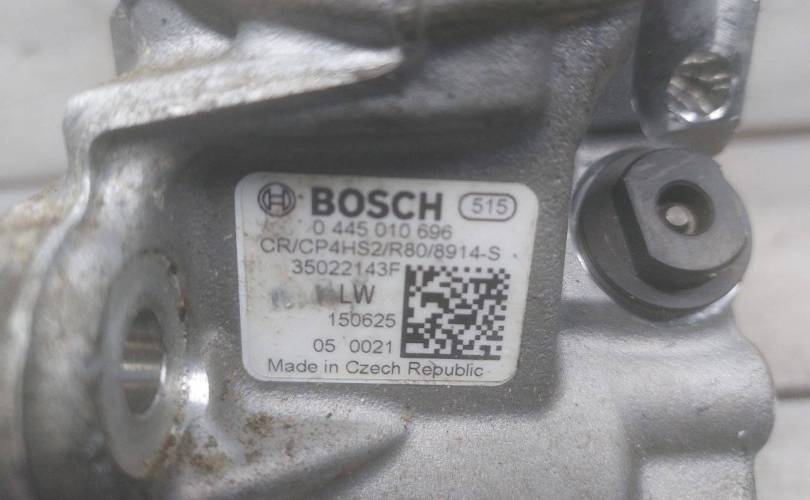 BOSCH 515
0 445 010 696
CR/CP4HS2/R80/8914-S
35022143F
LW
150625
05 0021
Made in Czech Republic